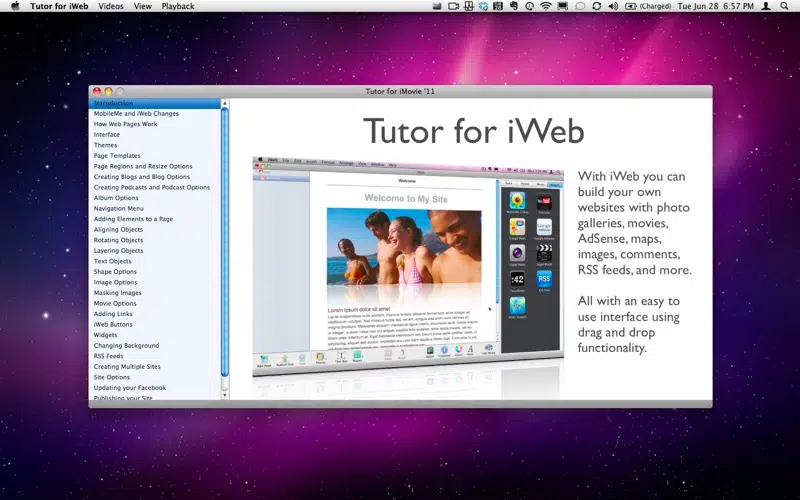 Tutor for iWeb Videos View Playback
(Charged) Tue Jun 28 6:57 PM
Tutor for iMovie '11
Introduction
MobileMe and iWeb Changes
How Web Pages Work
Interface
Themes
Page Templates
Page Regions and Resize Options
Creating Blogs and Blog Options
Creating Podcasts and Podcast Options
Album Options
Navigation Menu
Adding Elements to a Page
Aligning Objects
Rotating Objects
Layering Objects
Text Objects
Shape Options
Image Options
Masking Images
Movie Options
Adding Links
iWeb Buttons
Widgets
Changing Background
RSS Feeds
Creating Multiple Sites
Site Options
Updating your Facebook
Publishing your Site
Tutor for iWeb
Welcome
Welcome to My Site
Lorem ipsum dolor sit amet
:42
RSS
With iWeb you can
build your own
websites with photo
galleries, movies,
AdSense, maps,
images, comments,
RSS feeds, and more.
All with an easy to
use interface using
drag and drop
functionality.